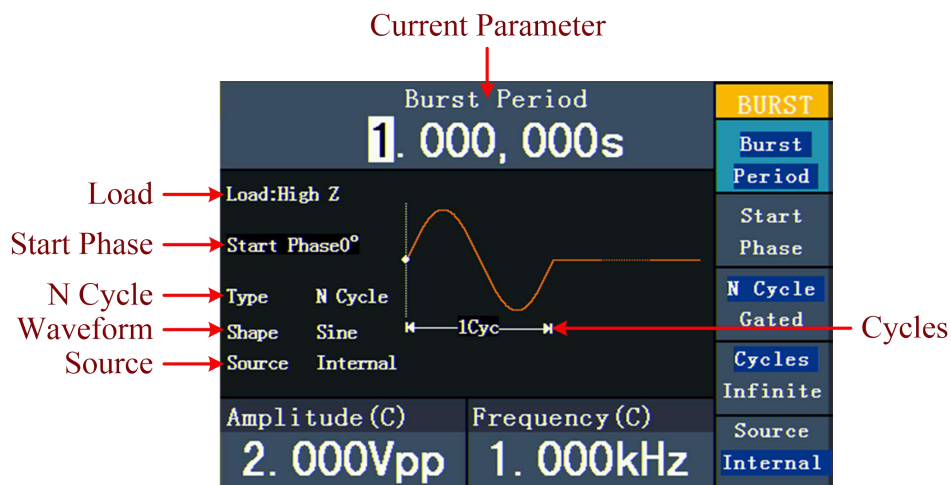 Current Parameter
Burst Period
1.000,000s
Load
Load:High Z
Start Phase
Start Phase0°
N Cycle
Type N Cycle
Waveform
Shape Sine
Source
Source Internal
1Cyc
Cycles
Amplitude(C)
2.000Vpp
Frequency(C)
1.000kHz
BURST
Burst
Period
Start
Phase
N Cycle
Gated
Cycles
Infinite
Source
Internal